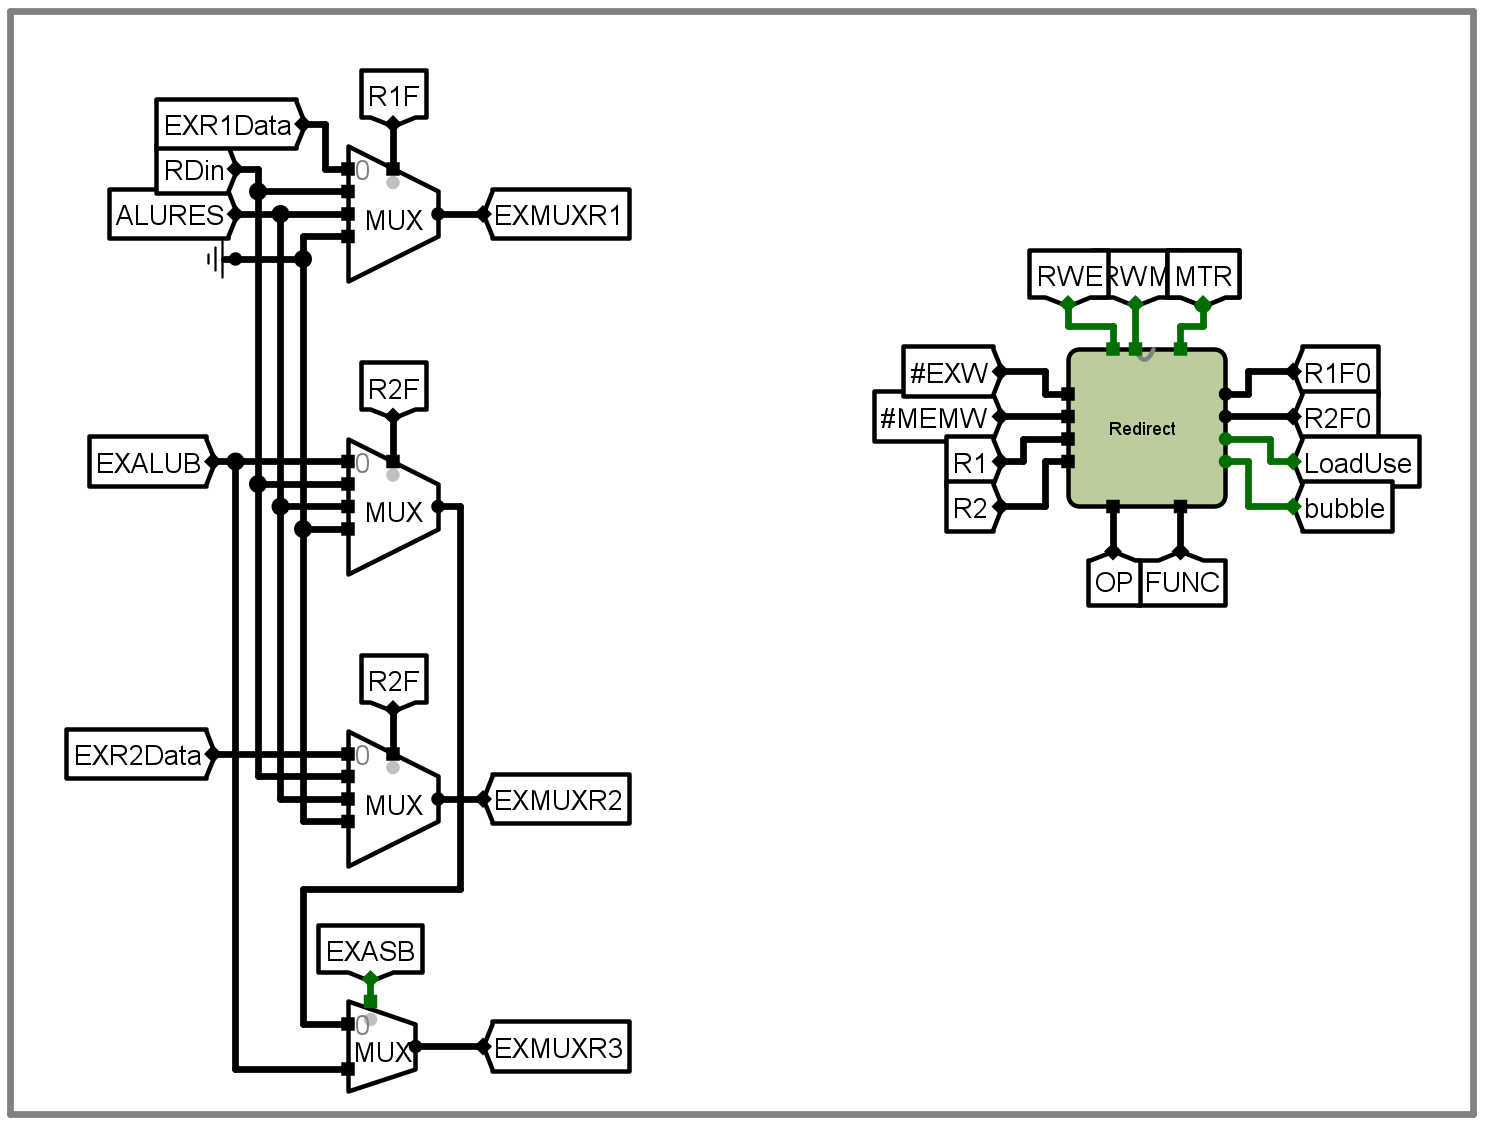 R1F
EXR1Data
0
RDin
ALURES
MUX
EXMUXR1
R2F
EXALUB
0
MUX
R2F
EXR2Data
0
MUX
EXMUXR2
EXASB
0
MUX
EXMUXR3
RWE
RWM
MTR
#EXW
#MEMW
R1
R2
Redirect
R1F0
R2F0
LoadUse
bubble
OP
FUNC